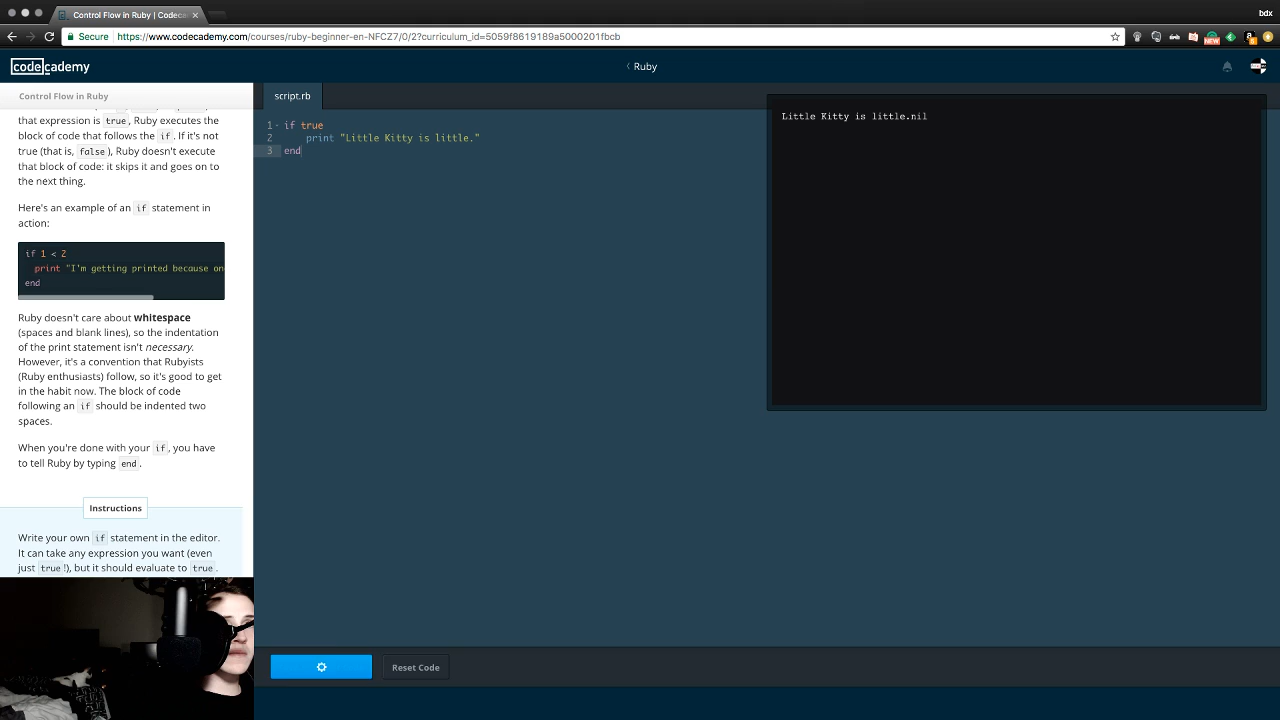 Control Flow in Ruby | Codeca
bdx
Secure
https://www.codecademy.com/courses/ruby-beginner-en-NFCZ7/0/2?curriculum_id=5059f8619189a5000201fbcb
NEW
codecademy
Ruby
Control Flow in Ruby
that expression is true, Ruby executes the
block of code that follows the if. If it's not
true (that is, false), Ruby doesn't execute
that block of code: it skips it and goes on to
the next thing.
Here's an example of an if statement in
action:
if 1 < 2
print "I'm getting printed because on
end
Ruby doesn't care about whitespace
(spaces and blank lines), so the indentation
of the print statement isn't necessary.
However, it's a convention that Rubyists
(Ruby enthusiasts) follow, so it's good to get
in the habit now. The block of code
following an if should be indented two
spaces.
When you're done with your if, you have
to tell Ruby by typing end.
Instructions
Write your own if statement in the editor.
It can take any expression you want (even
just true!), but it should evaluate to true.
script.rb
1 if true
2 print "Little Kitty is little."
3 end
Little Kitty is little.nil
Reset Code